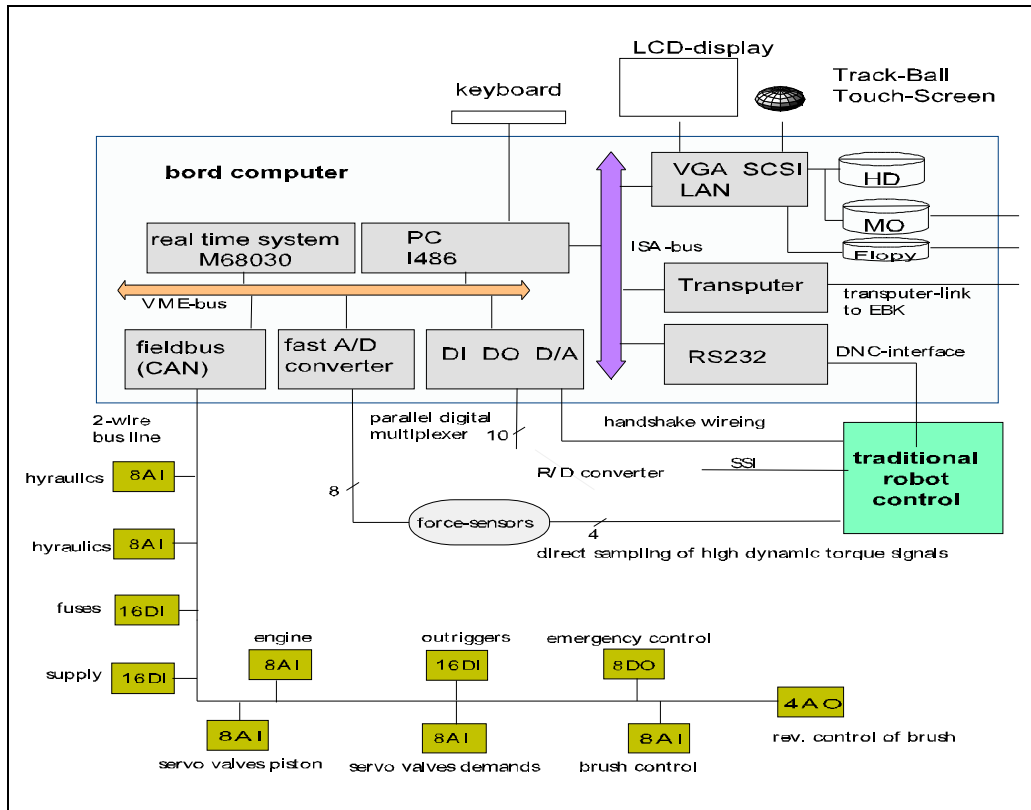 LCD-display
Track-Ball
Touch-Screen
keyboard
bord computer
VGA SCSI
LAN
HD
MO
Flopy
real time system
M68030
PC
I486
ISA-bus
VME-bus
Transputer
transputer-link
to EBK
fieldbus
(CAN)
fast A/D
converter
DI DO D/A
RS232
DNC-interface
2-wire
bus line
parallel digital
multiplexer
10
handshake wireing
R/D converter
SSI
traditional
robot
control
hyraulics
8AI
8
force-sensors
4
direct sampling of high dynamic torque signals
hyraulics
8AI
fuses
16DI
supply
16DI
engine
8AI
outriggers
16DI
emergency control
8DO
4AO
rev. control of brush
8AI
servo valves piston
8AI
servo valves demands
8AI
brush control